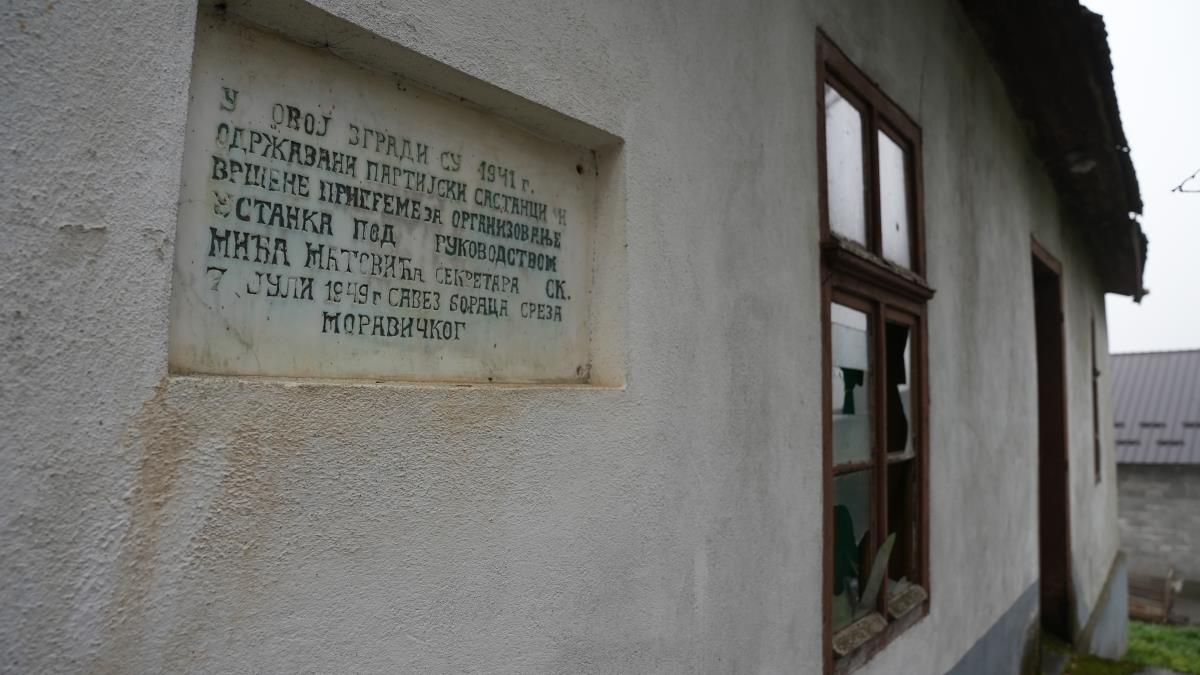 У ОВОЈ ЗГРАДИ СУ 1941 г.
ОДРЖАВАНИ ПАРТИЈСКИ САСТАНЦИ И
ВРШЕНЕ ПРИПРЕМЕ ЗА ОРГАНИЗОВАЊЕ
УСТАНКА ПОД РУКОВОДСТВОМ
МИЋА МАТОВИЋА СЕКРЕТАРА СК.
7 ЈУЛИ 1949 г САВЕЗ БОРАЦА СРЕЗА
МОРАВИЧКОГ